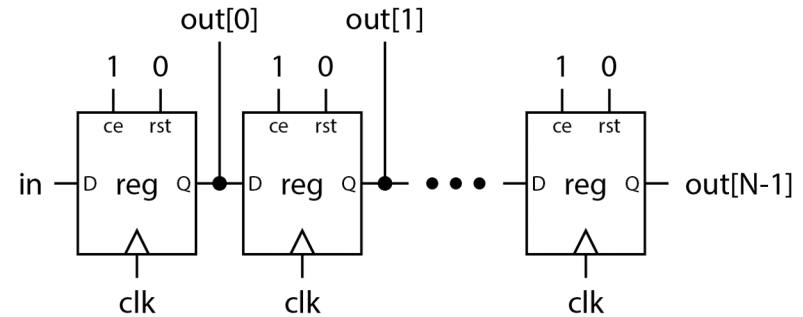 out[0] out[1]
1 0 1 0 1 0
ce rst ce rst ce rst
in D reg Q D reg Q D reg Q out[N-1]
clk clk clk